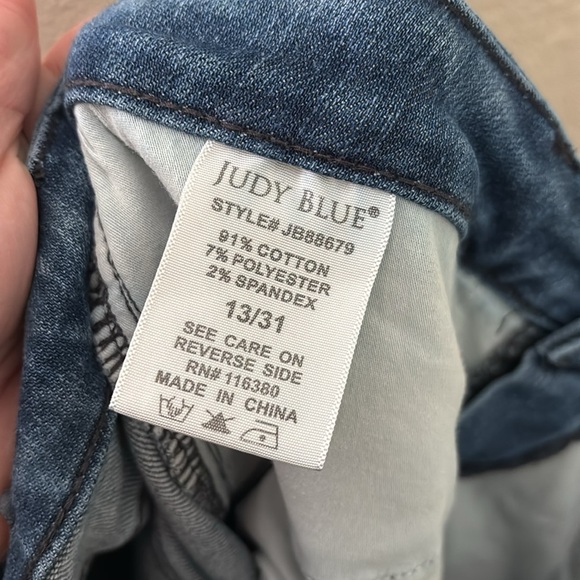 JUDY BLUE®
STYLE# JB88679
91% COTTON
7% POLYESTER
2% SPANDEX
13/31
SEE CARE ON
REVERSE SIDE
RN# 116380
MADE IN CHINA